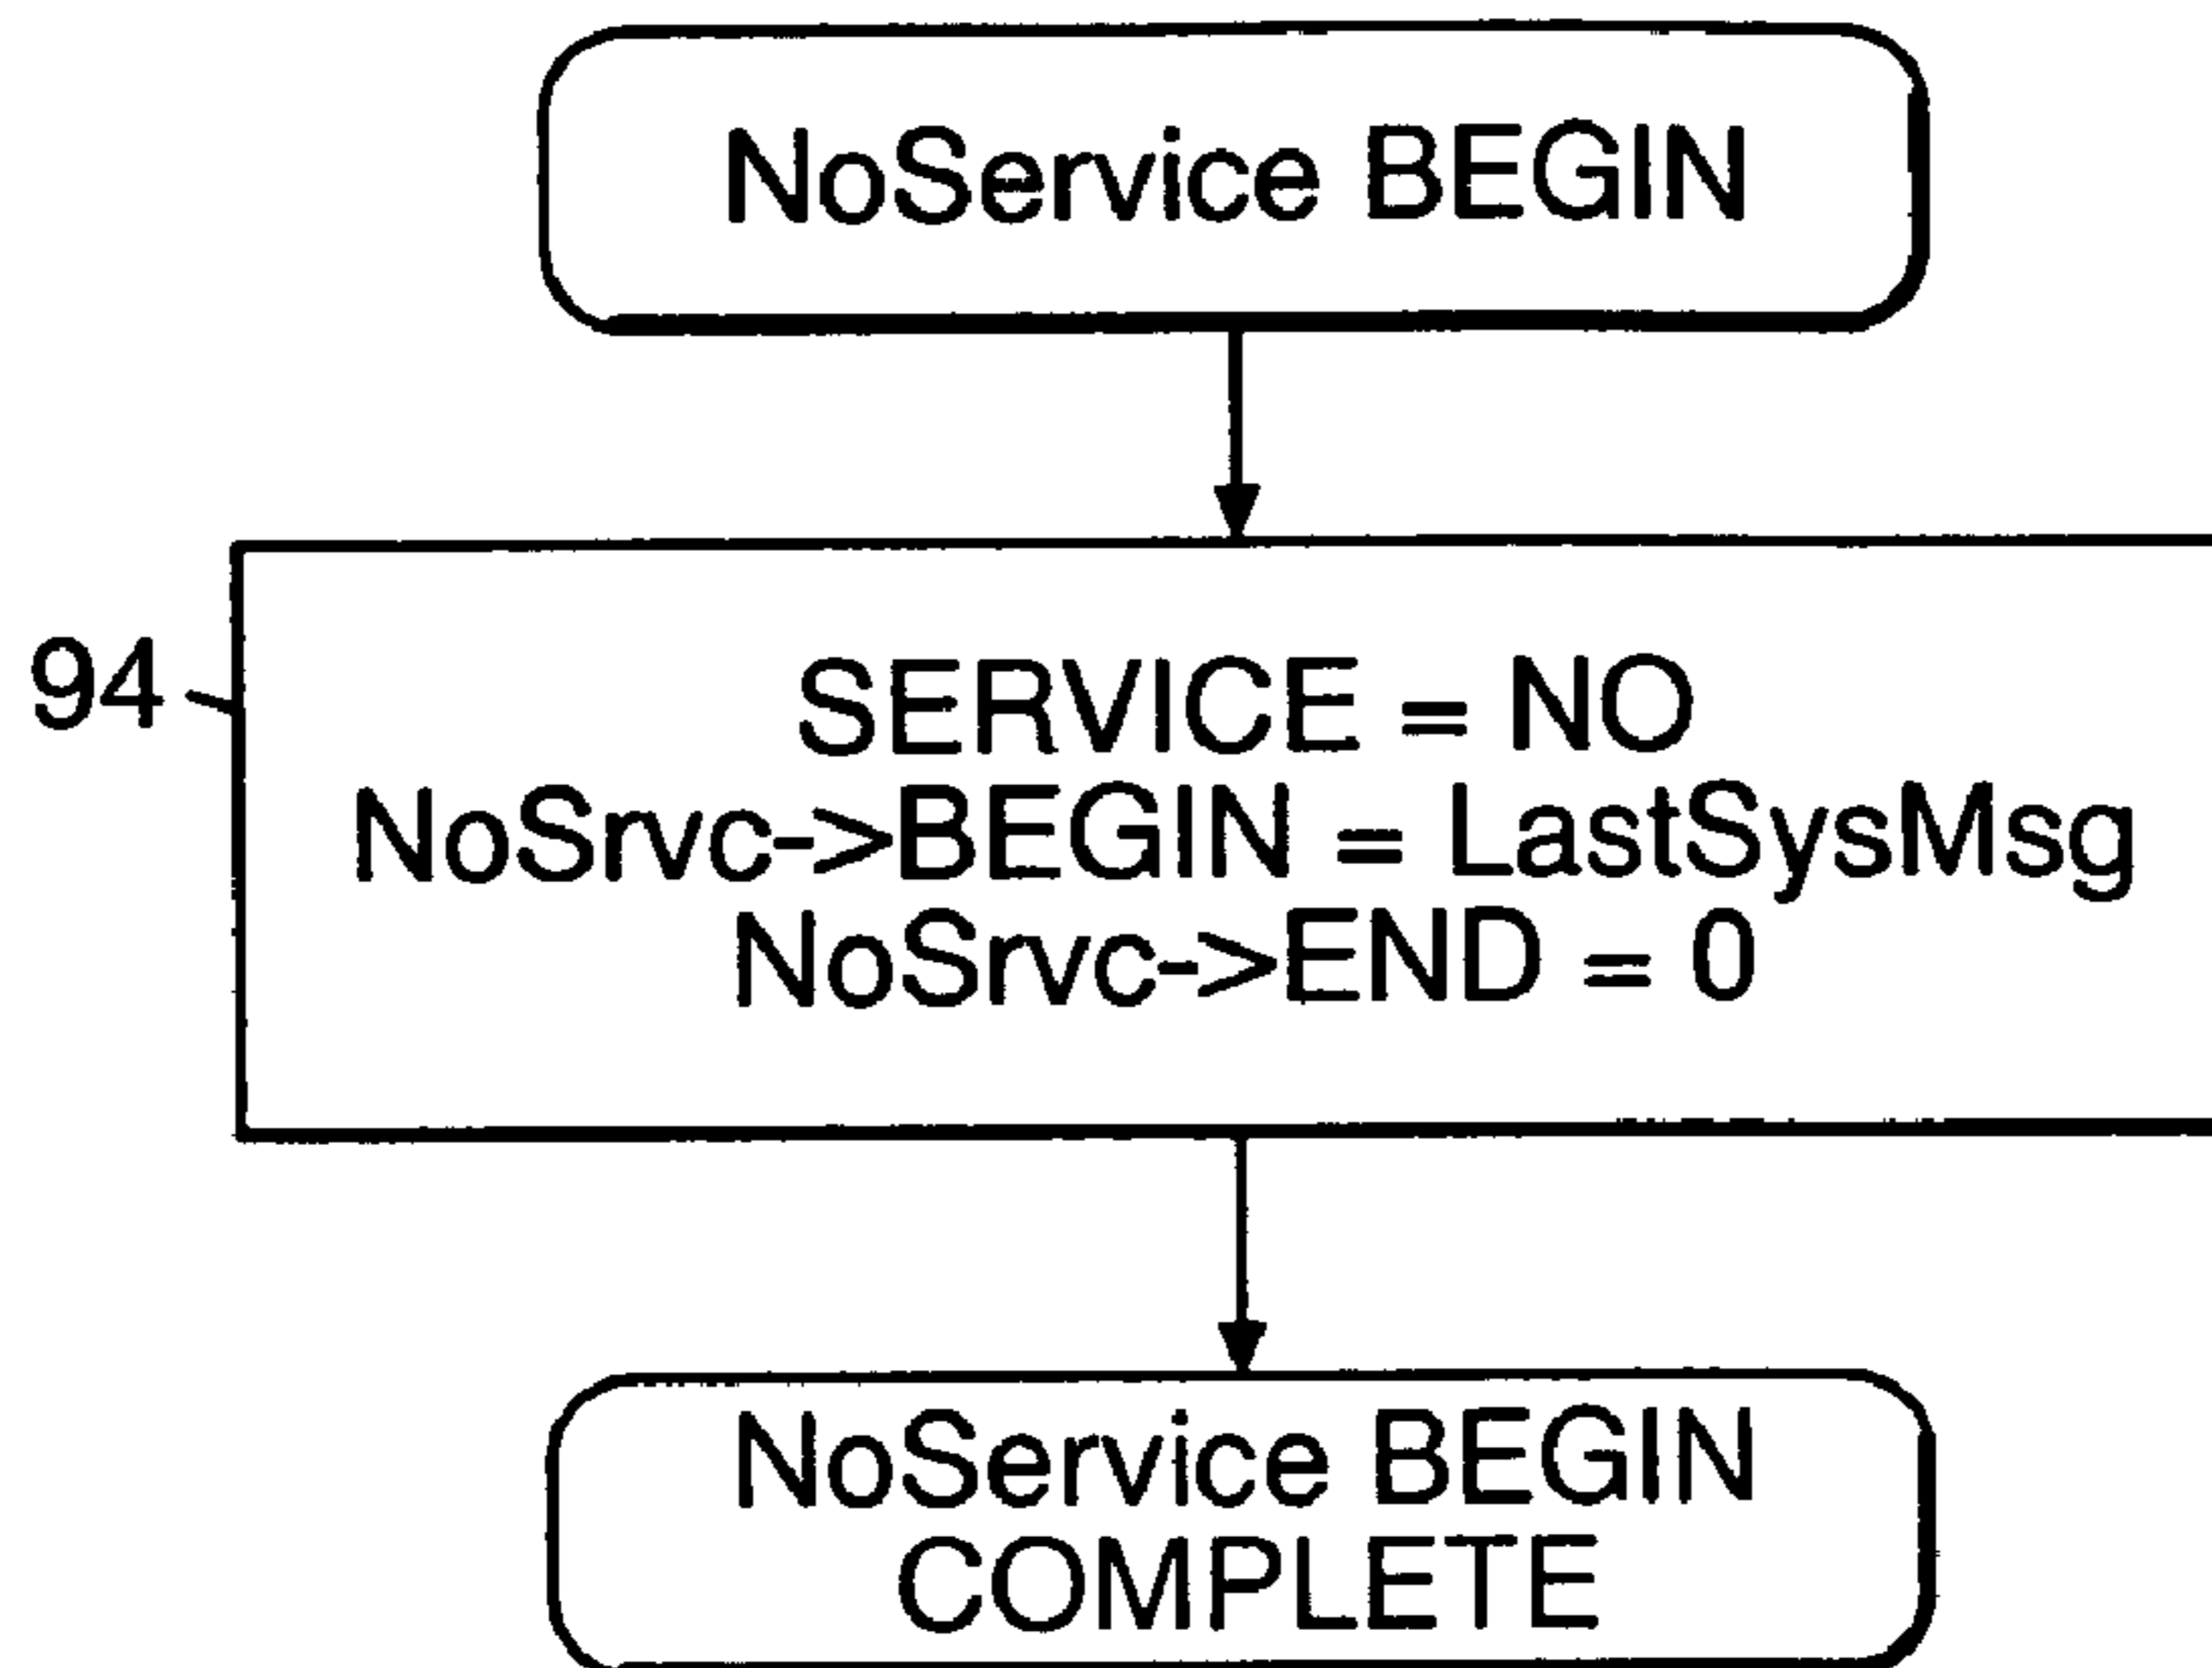 NoService BEGIN
94
SERVICE = NO
NoSrvc->BEGIN = LastSysMsg
NoSrvc->END = 0
NoService BEGIN
COMPLETE